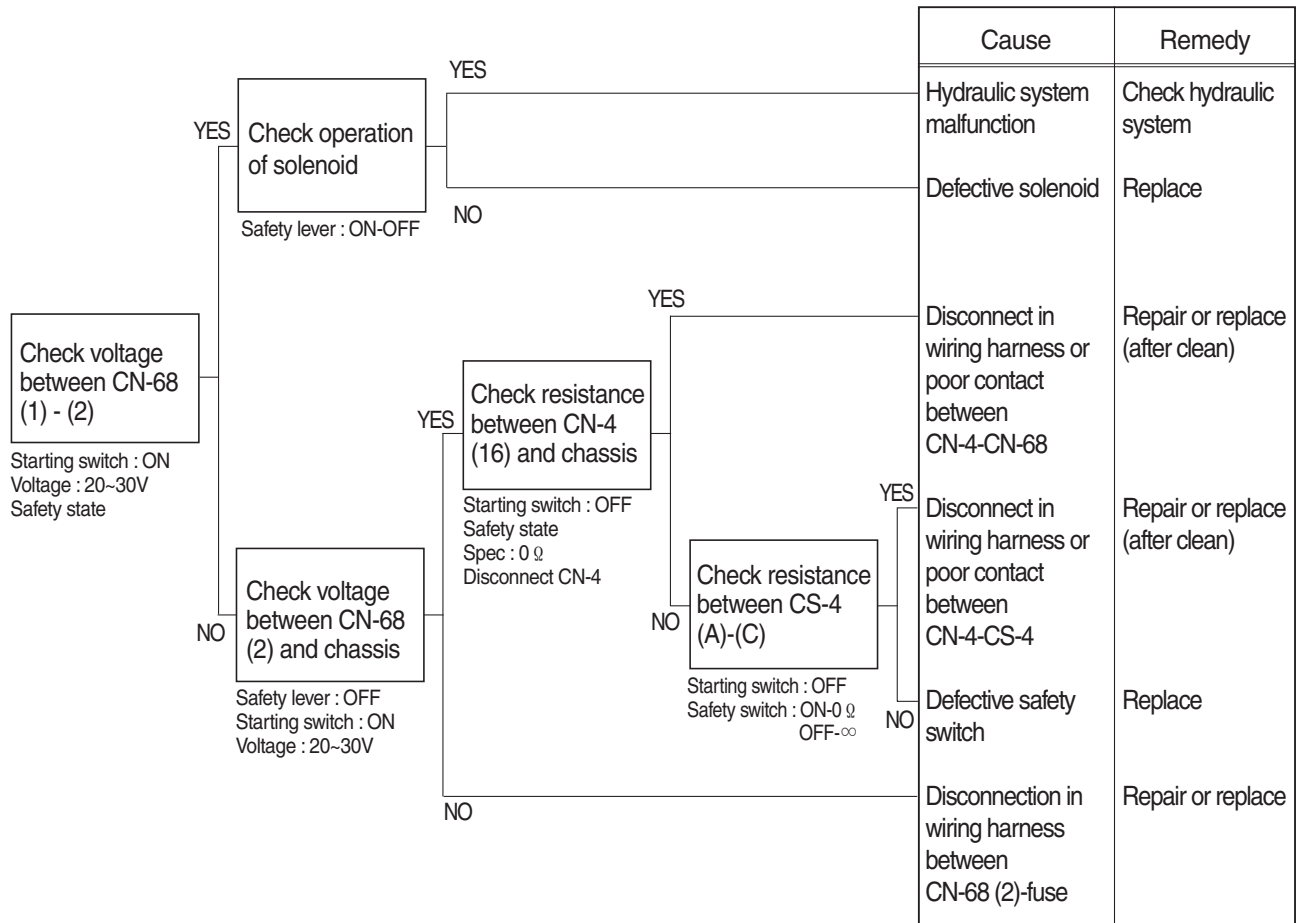 Cause
Remedy
YES
Hydraulic system
malfunction
Check hydraulic
system
YES
Check operation
of solenoid
Defective solenoid
Replace
NO
Safety lever : ON-OFF
YES
Disconnect in
wiring harness or
poor contact
between
CN-4-CN-68
Repair or replace
(after clean)
Check voltage
between CN-68
(1) - (2)
Starting switch : ON
Voltage : 20~30V
Safety state
YES
Check resistance
between CN-4
(16) and chassis
Starting switch : OFF
Safety state
Spec : 0 Ω
Disconnect CN-4
YES
Disconnect in
wiring harness or
poor contact
between
CN-4-CS-4
Repair or replace
(after clean)
NO
Check voltage
between CN-68
(2) and chassis
Safety lever : OFF
Starting switch : ON
Voltage : 20~30V
NO
Check resistance
between CS-4
(A)-(C)
Starting switch : OFF
Safety switch : ON-0 Ω
OFF-∞
NO
Defective safety
switch
Replace
NO
Disconnection in
wiring harness
between
CN-68 (2)-fuse
Repair or replace